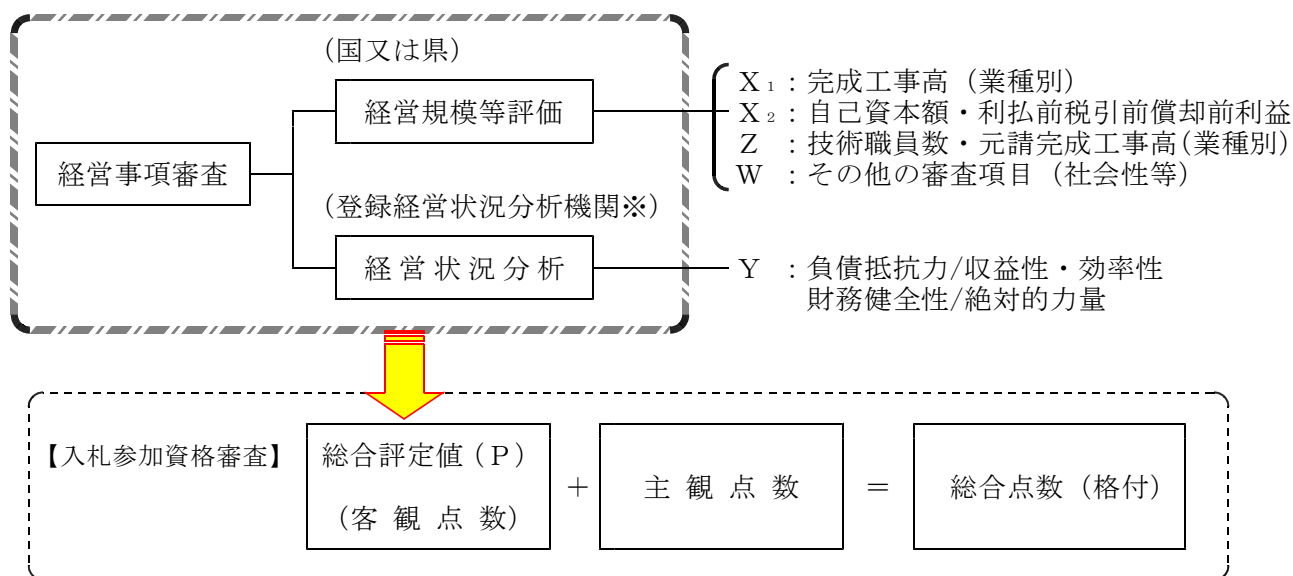 (国又は県)
経営規模等評価
X₁:完成工事高(業種別)
X₂:自己資本額・利払前税引前償却前利益
Z :技術職員数・元請完成工事高(業種別)
W :その他の審査項目(社会性等)
経営事項審査
(登録経営状況分析機関※)
経営状況分析
Y :負債抵抗力/収益性・効率性
財務健全性/絶対的力量
【入札参加資格審査】
総合評定値(P)
(客観点数)
+
主観点数
=
総合点数(格付)